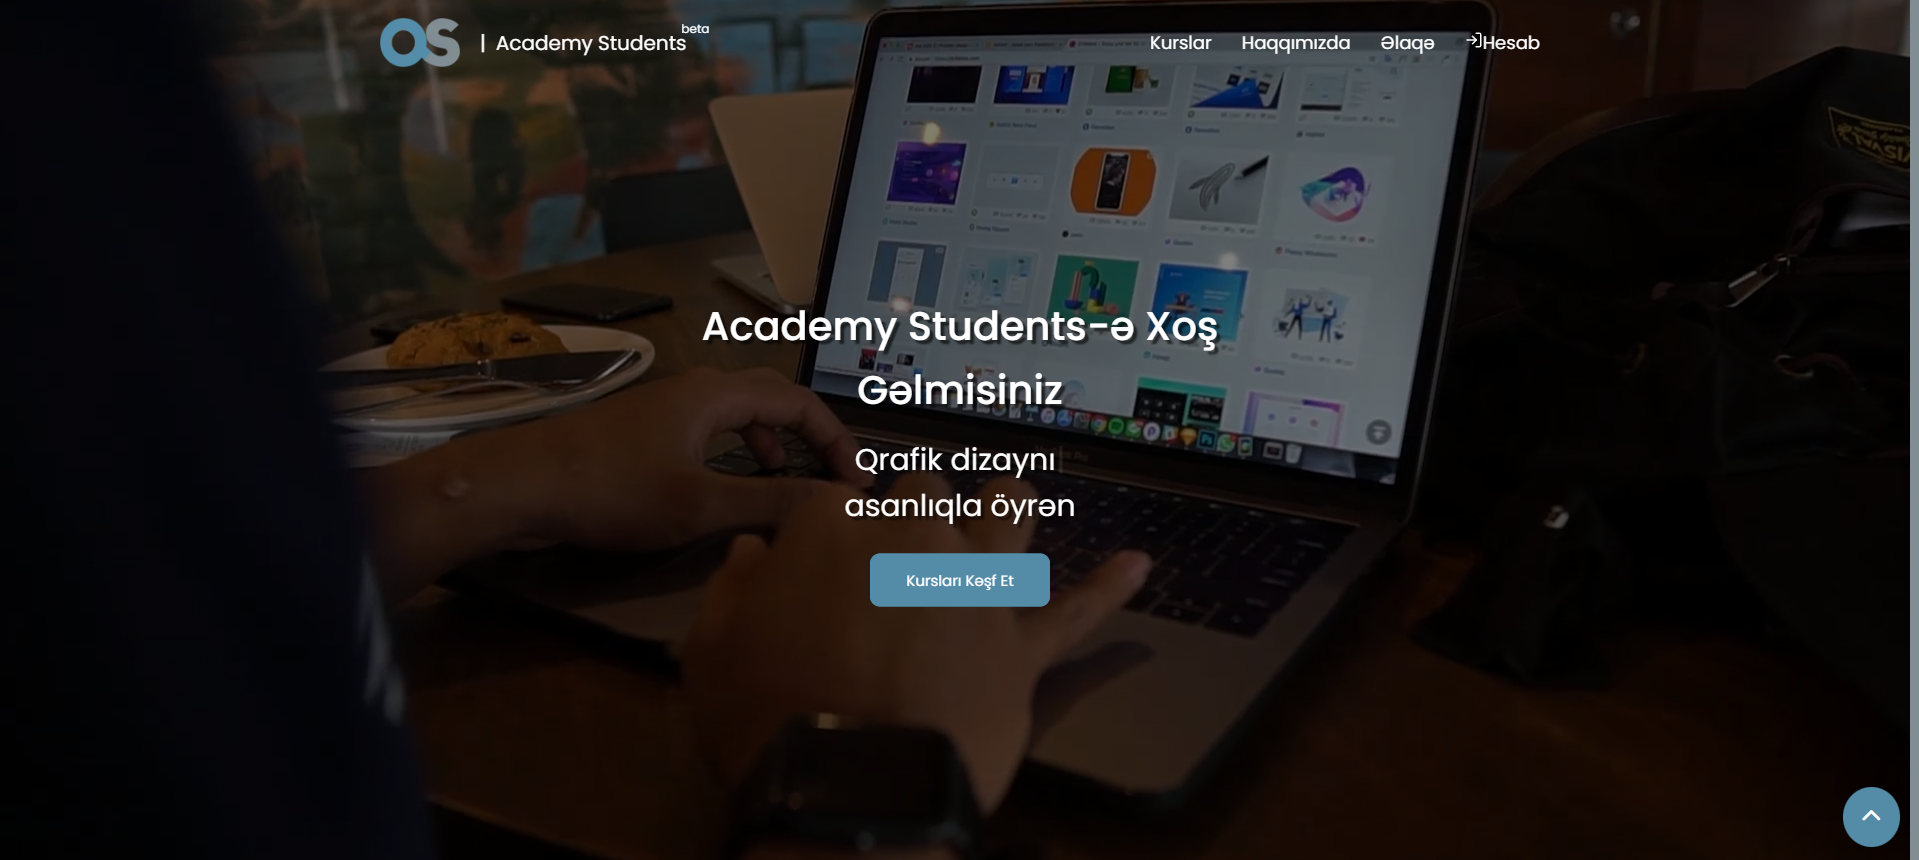 OS | Academy Students beta
Kurslar Haqqımızda Əlaqə Hesab
Academy Students-ə Xoş
Gəlmisiniz
Qrafik dizaynı
asanlıqla öyrən
Kursları Kəşf Et